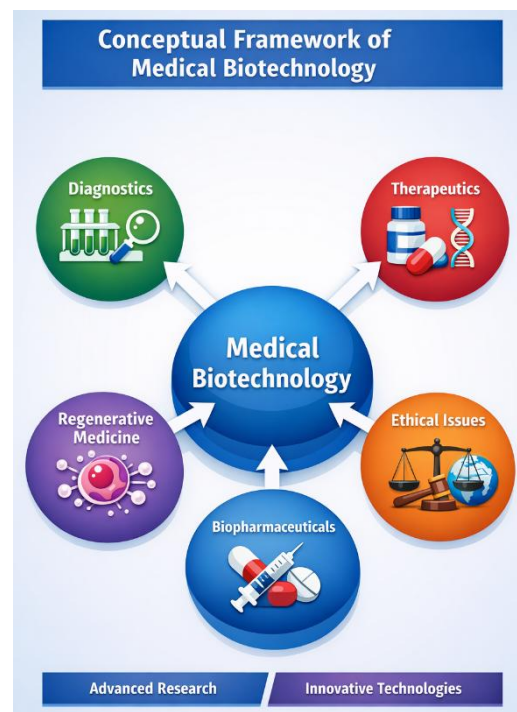 Conceptual Framework of
Medical Biotechnology
Diagnostics
Therapeutics
Medical
Biotechnology
Regenerative
Medicine
Ethical Issues
Biopharmaceuticals
Advanced Research
Innovative Technologies